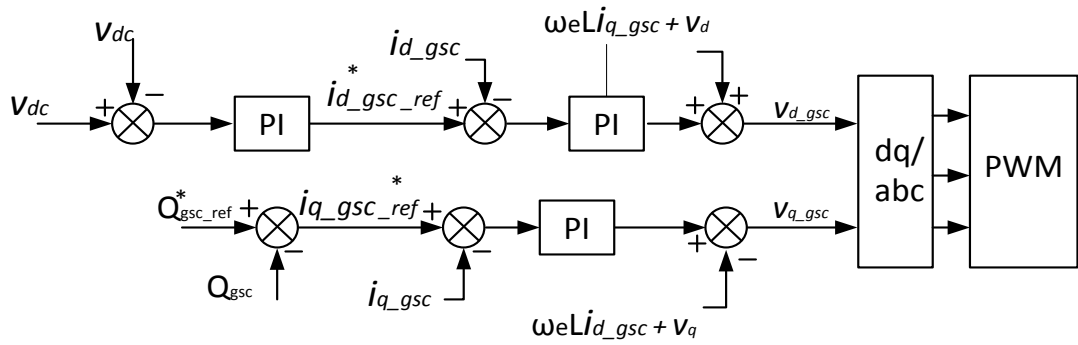 vdc
id_gsc
ωeLiq_gsc + vd
vdc
+
−
PI
i*d_gsc_ref
+
−
PI
+
+
vd_gsc
dq/
abc
PWM
Q*gsc_ref
+
−
iq_gsc_ref*
+
−
PI
+
−
vq_gsc
Qgsc
iq_gsc
ωeLid_gsc + vq